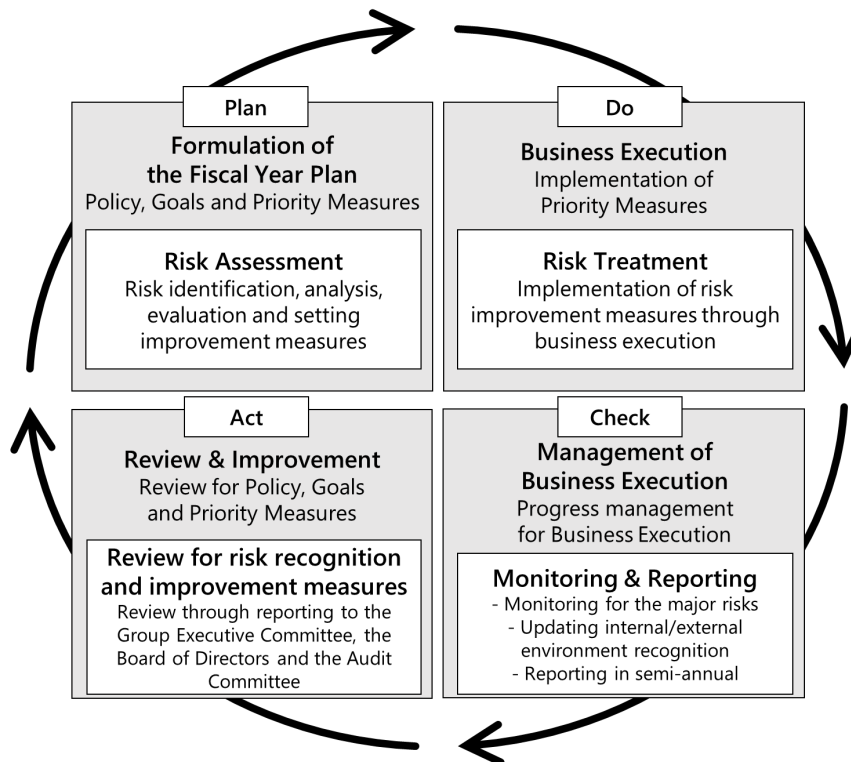 Plan
Formulation of
the Fiscal Year Plan
Policy, Goals and Priority Measures
Risk Assessment
Risk identification, analysis,
evaluation and setting
improvement measures
Do
Business Execution
Implementation of
Priority Measures
Risk Treatment
Implementation of risk
improvement measures through
business execution
Act
Review & Improvement
Review for Policy, Goals
and Priority Measures
Review for risk recognition
and improvement measures
Review through reporting to the
Group Executive Committee, the
Board of Directors and the Audit
Committee
Check
Management of
Business Execution
Progress management
for Business Execution
Monitoring & Reporting
- Monitoring for the major risks
- Updating internal/external
environment recognition
- Reporting in semi-annual